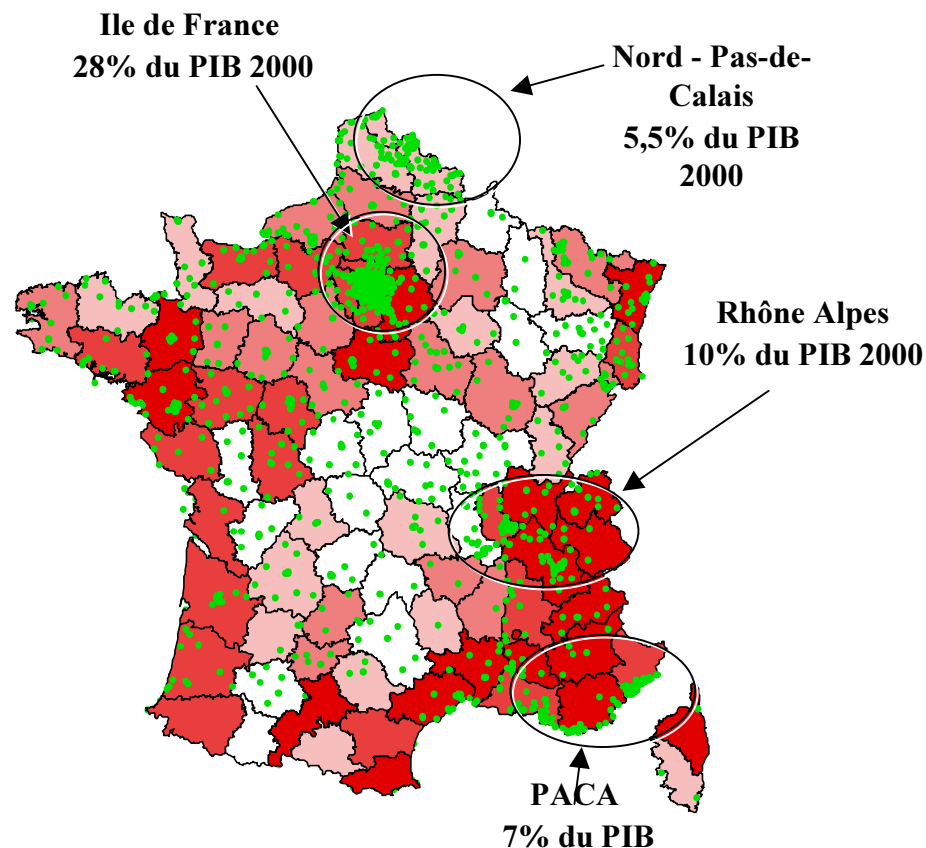 Ile de France
28% du PIB 2000
Nord - Pas-de-
Calais
5,5% du PIB
2000
Rhône Alpes
10% du PIB 2000
PACA
7% du PIB